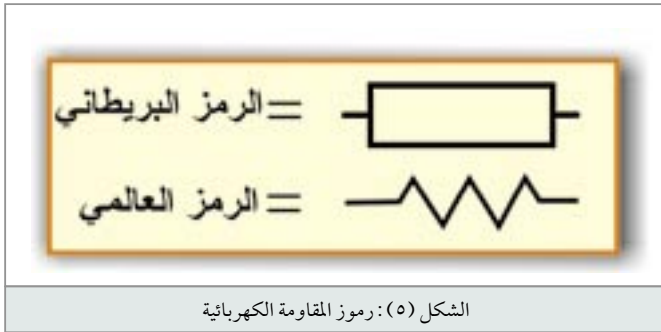 الرمز البريطاني =
الرمز العالمي =
الشكل (٥): رموز المقاومة الكهربائية